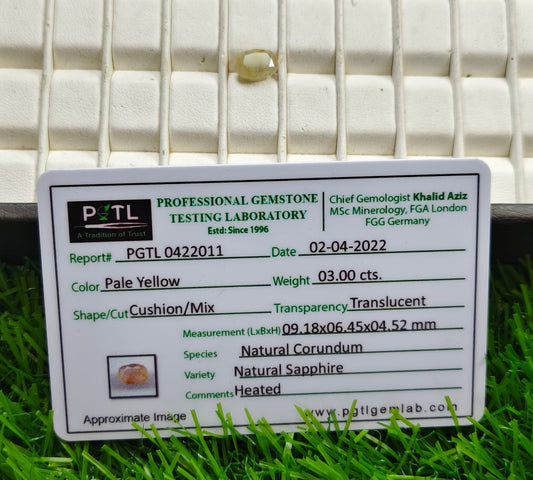 PGTL
A Tradition of Trust
PROFESSIONAL GEMSTONE
TESTING LABORATORY
Estd: Since 1996
Chief Gemologist Khalid Aziz
MSc Minerology, FGA London
FGG Germany
Report# PGTL 0422011 Date 02-04-2022
Color Pale Yellow Weight 03.00 cts.
Shape/Cut Cushion/Mix Transparency Translucent
Measurement (LxBxH) 09.18x06.45x04.52 mm
Species Natural Corundum
Variety Natural Sapphire
Comments Heated
Approximate Image www.pgtlgemlab.com